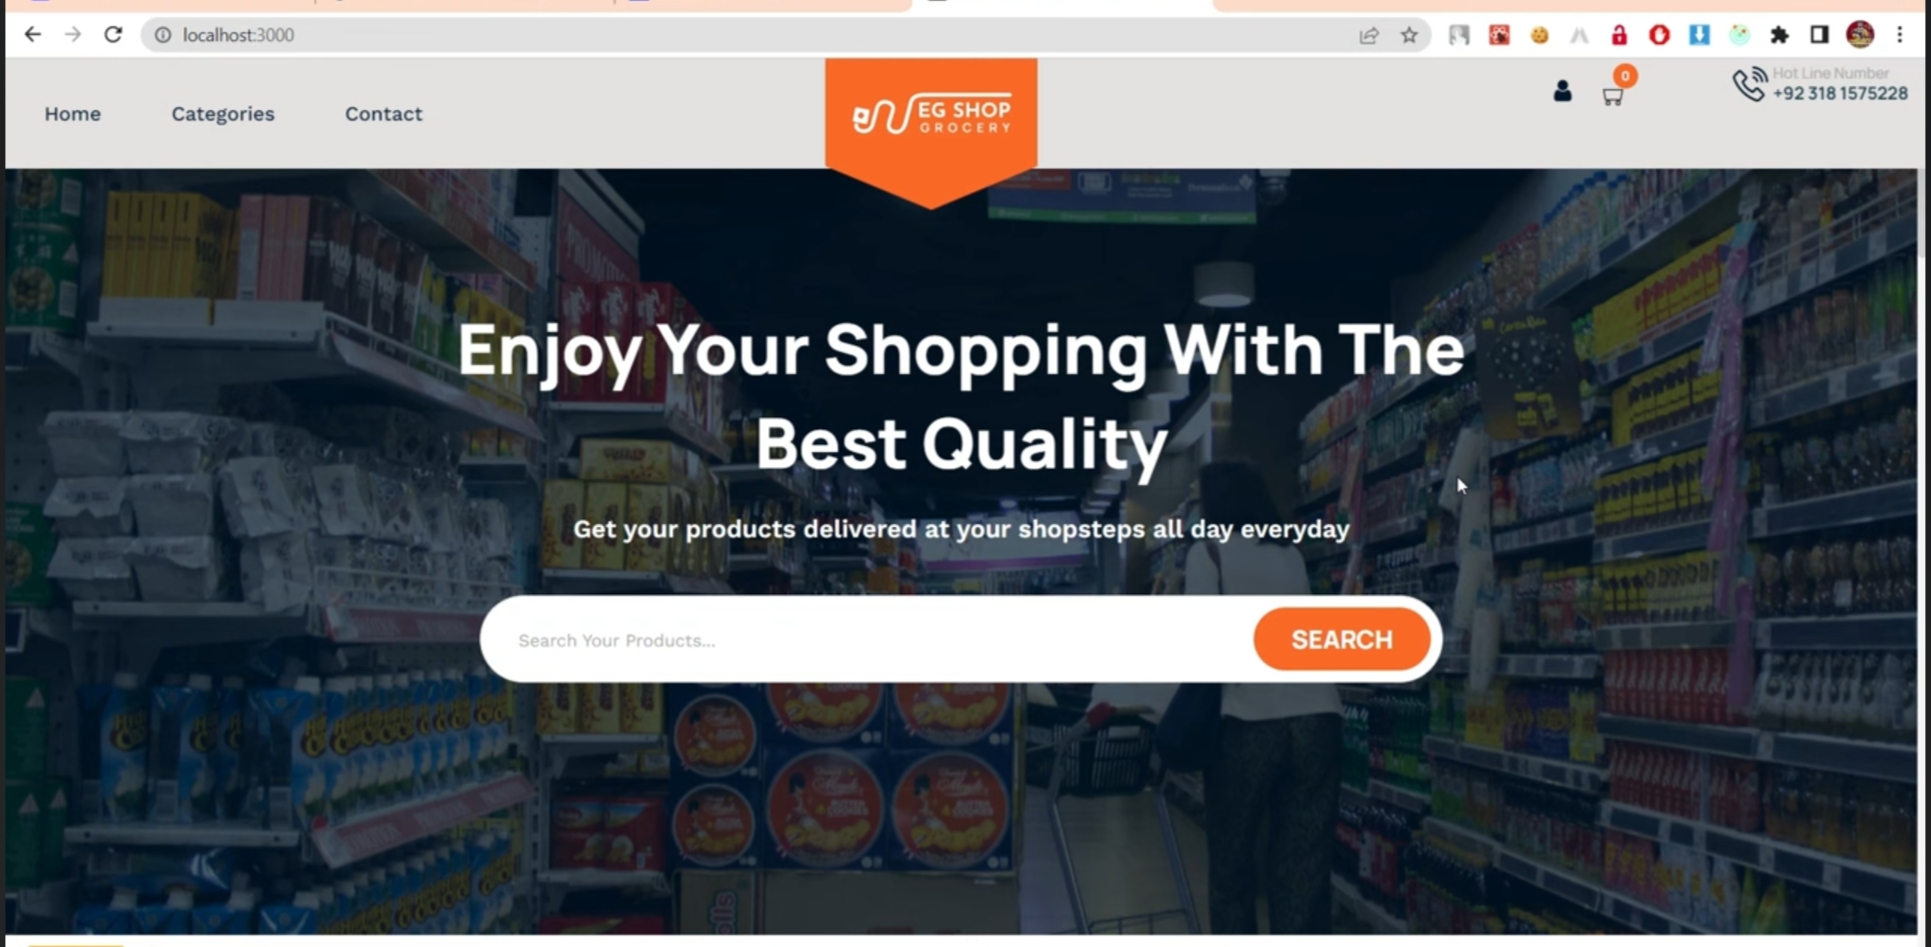 localhost:3000
Home
Categories
Contact
EG SHOP
GROCERY
0
Hot Line Number
+92 318 1575228
PROMOTI
Enjoy Your Shopping With The
Best Quality
Get your products delivered at your shopsteps all day everyday
Search Your Products...
SEARCH